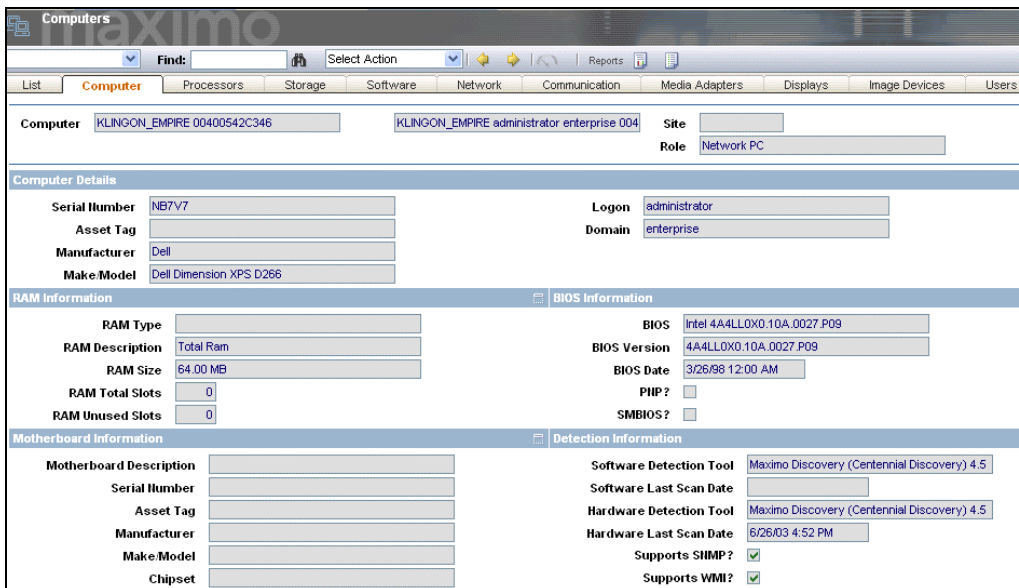 Computers
maximo
Find:
Select Action
Reports
List Computer Processors Storage Software Network Communication Media Adapters Displays Image Devices Users
Computer KLINGON_EMPIRE 00400542C346 KLINGON_EMPIRE administrator enterprise 004 Site
Role Network PC
Computer Details
Serial Number NB7V7 Logon administrator
Asset Tag Domain enterprise
Manufacturer Dell
Make/Model Dell Dimension XPS D266
RAM Information BIOS Information
RAM Type BIOS Intel 4A4LL0X0.10A.0027.P09
RAM Description Total Ram BIOS Version 4A4LL0X0.10A.0027.P09
RAM Size 64.00 MB BIOS Date 3/26/98 12:00 AM
RAM Total Slots 0 PNP?
RAM Unused Slots 0 SMBIOS?
Motherboard Information Detection Information
Motherboard Description Software Detection Tool Maximo Discovery (Centennial Discovery) 4.5
Serial Number Software Last Scan Date
Asset Tag Hardware Detection Tool Maximo Discovery (Centennial Discovery) 4.5
Manufacturer Hardware Last Scan Date 6/26/03 4:52 PM
Make/Model Supports SNMP?
Chipset Supports WMI?